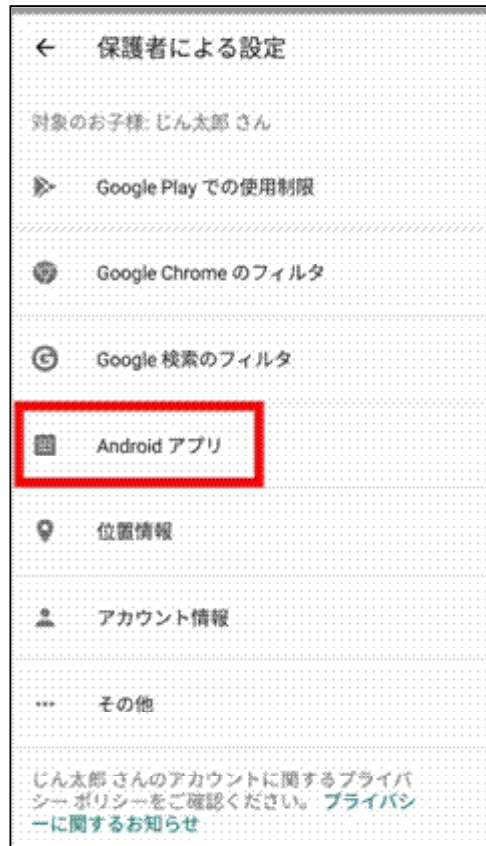 保護者による設定
対象のお子様: じん太郎 さん
Google Play での使用制限
Google Chrome のフィルタ
Google 検索のフィルタ
Android アプリ
位置情報
アカウント情報
その他
じん太郎 さんのアカウントに関するプライバ
シー ポリシーをご確認ください。 プライバシ
ーに関するお知らせ